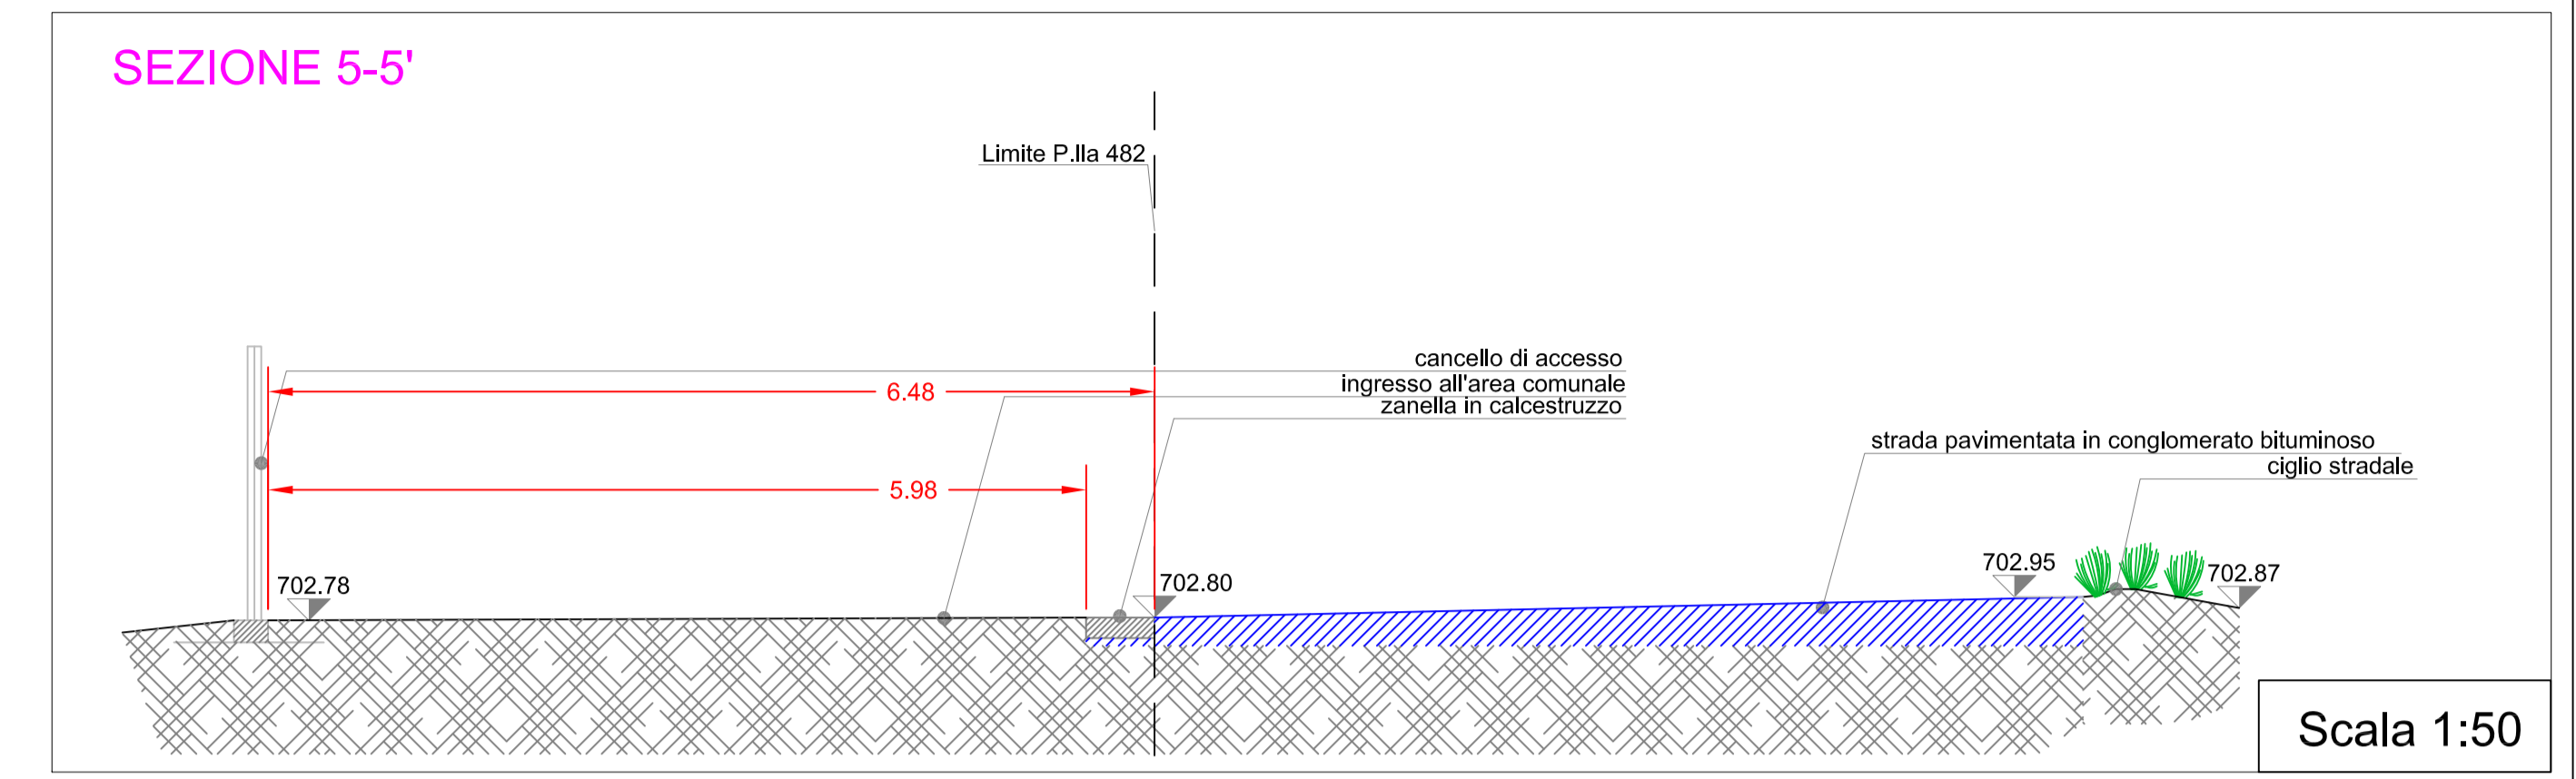 SEZIONE 5-5'
Limite P.lla 482
cancello di accesso
6.48
ingresso all'area comunale
zanella in calcestruzzo
strada pavimentata in conglomerato bituminoso
ciglio stradale
5.98
702.78
702.80
702.95
702.87
Scala 1:50